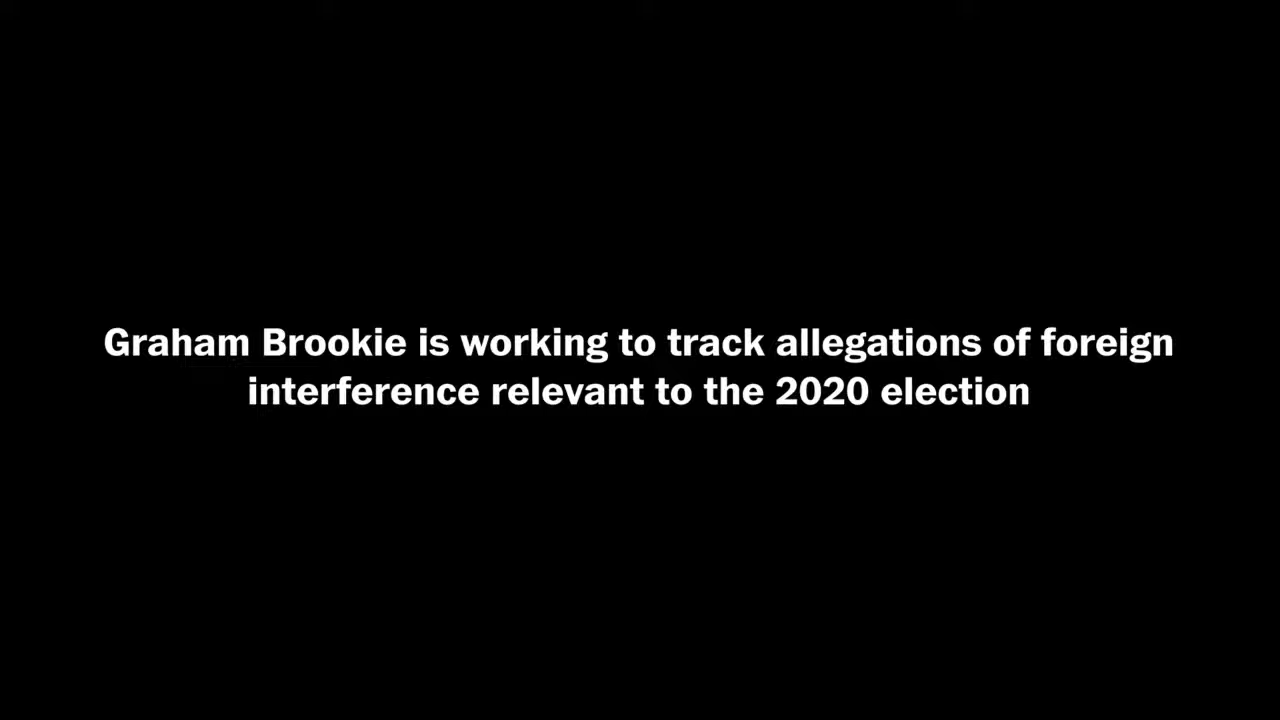 Graham Brookie is working to track allegations of foreign
interference relevant to the 2020 election